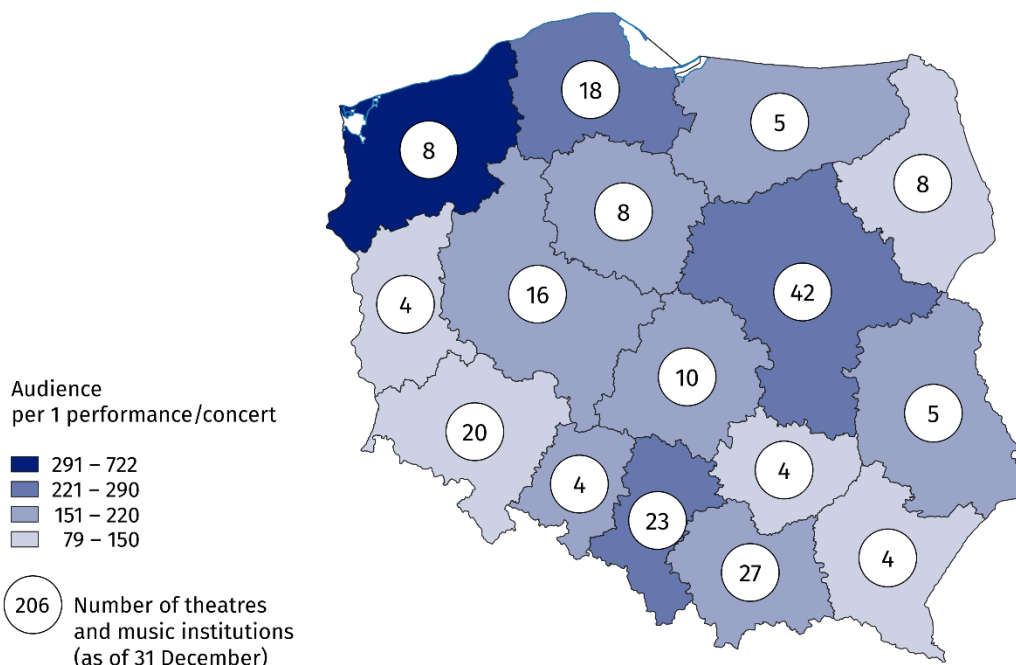 18
5
8
8
8
42
4
16
10
5
20
4
4
23
27
4
Audience
per 1 performance/concert
291 – 722
221 – 290
151 – 220
79 – 150
206 Number of theatres
and music institutions
(as of 31 December)